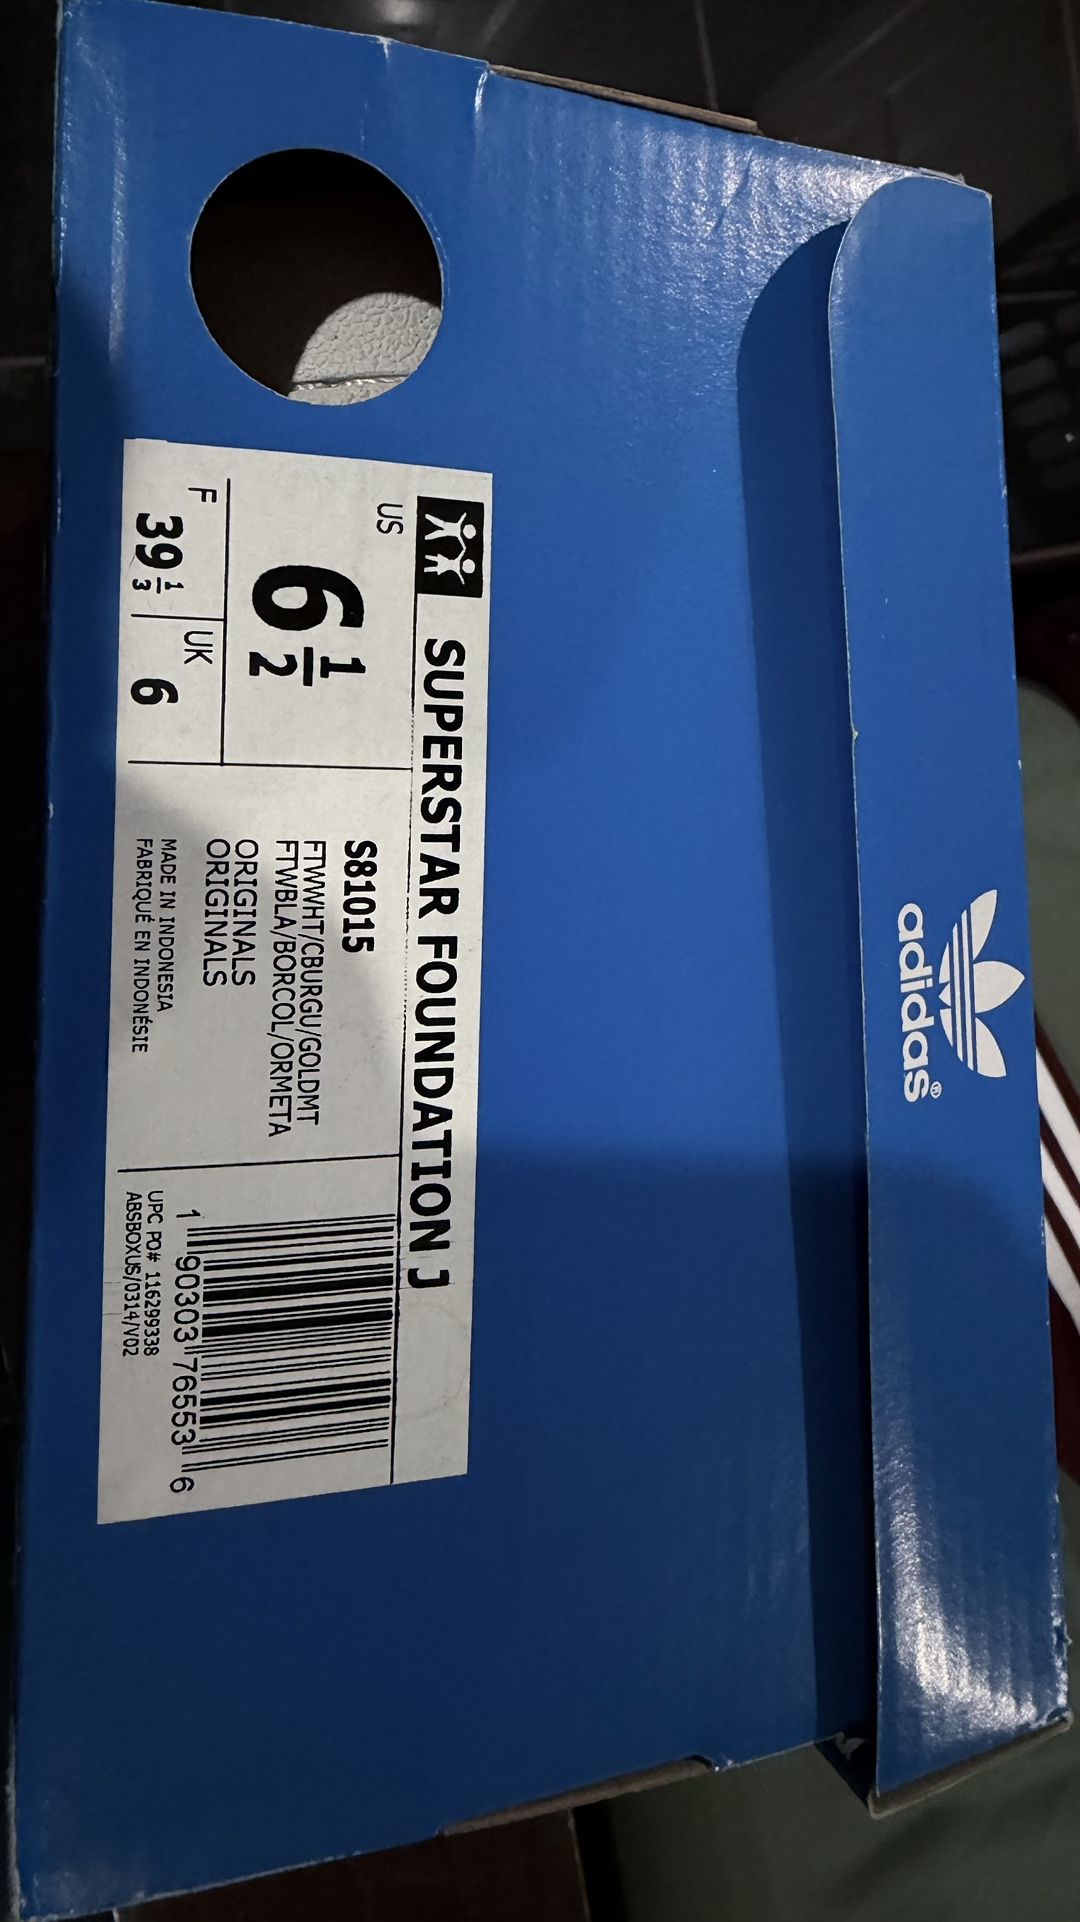 adidas®
SUPERSTAR FOUNDATION J
US
6 1/2
F
39 1/3
UK
6
S81015
FTWWHT/CBURGU/GOLDMT
FTWBLA/BORCOL/ORMETA
ORIGINALS
ORIGINALS
MADE IN INDONESIA
FABRIQUÉ EN INDONÉSIE
1 90303 76553 6
UPC PO# 116299338
ABSBOXUS/0314/V02